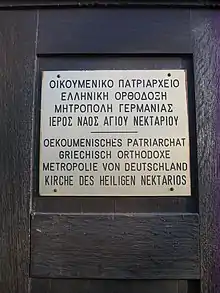 ΟΙΚΟΥΜΕΝΙΚΟ ΠΑΤΡΙΑΡΧΕΙΟ
ΕΛΛΗΝΙΚΗ ΟΡΘΟΔΟΞΗ
ΜΗΤΡΟΠΟΛΗ ΓΕΡΜΑΝΙΑΣ
ΙΕΡΟΣ ΝΑΟΣ ΑΓΙΟΥ ΝΕΚΤΑΡΙΟΥ
OEKOUMENISCHES PATRIARCHAT
GRIECHISCH ORTHODOXE
METROPOLIE VON DEUTSCHLAND
KIRCHE DES HEILIGEN NEKTARIOS